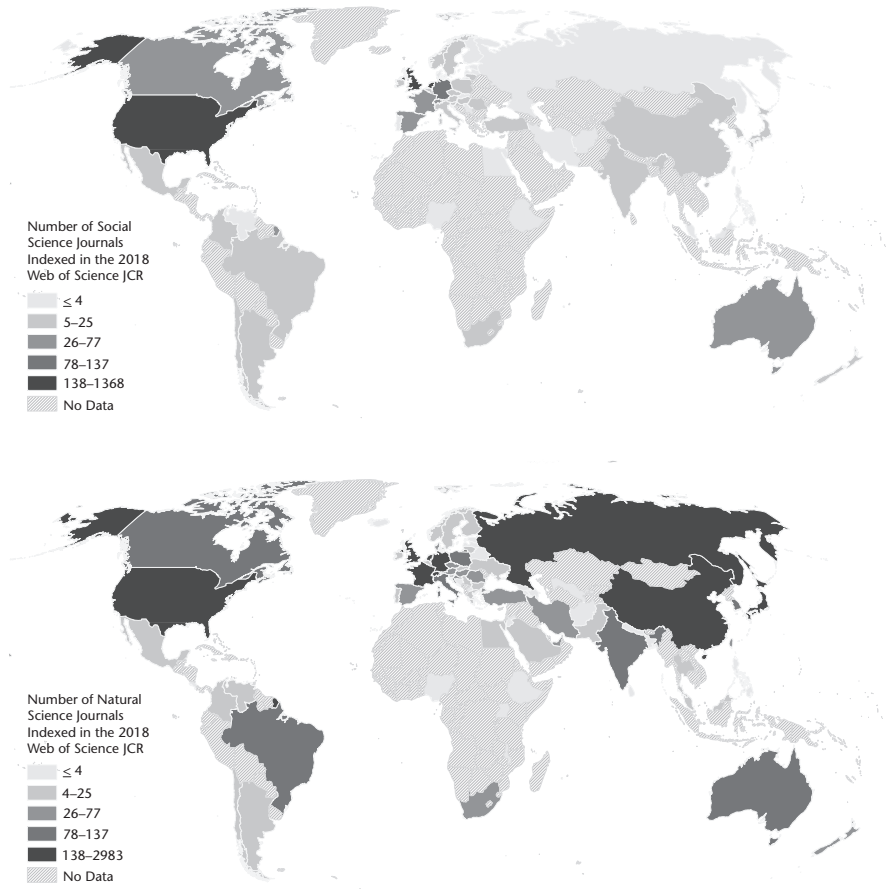 Number of Social
Science Journals
Indexed in the 2018
Web of Science JCR
≤ 4
5–25
26–77
78–137
138–1368
No Data
Number of Natural
Science Journals
Indexed in the 2018
Web of Science JCR
≤ 4
4–25
26–77
78–137
138–2983
No Data